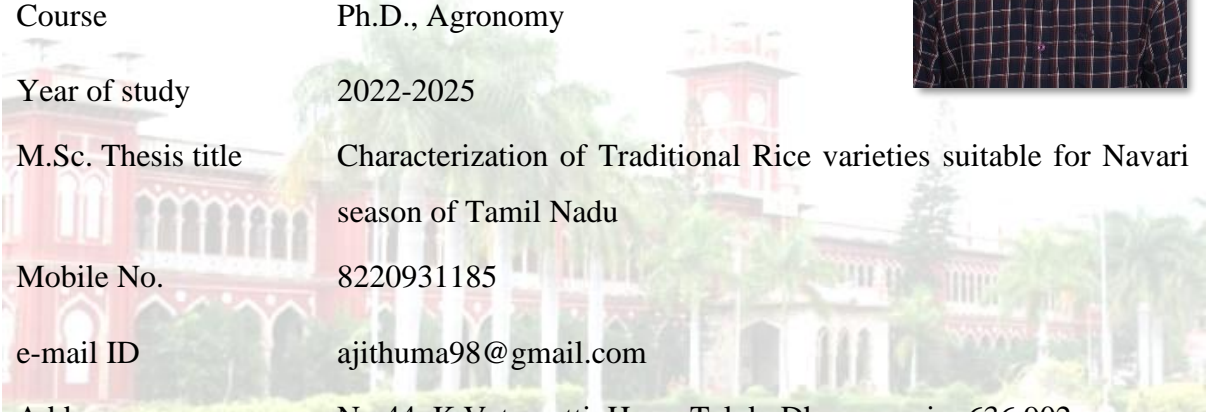 Course Ph.D., Agronomy
Year of study 2022-2025
M.Sc. Thesis title Characterization of Traditional Rice varieties suitable for Navari
season of Tamil Nadu
Mobile No. 8220931185
e-mail ID ajithuma98@gmail.com